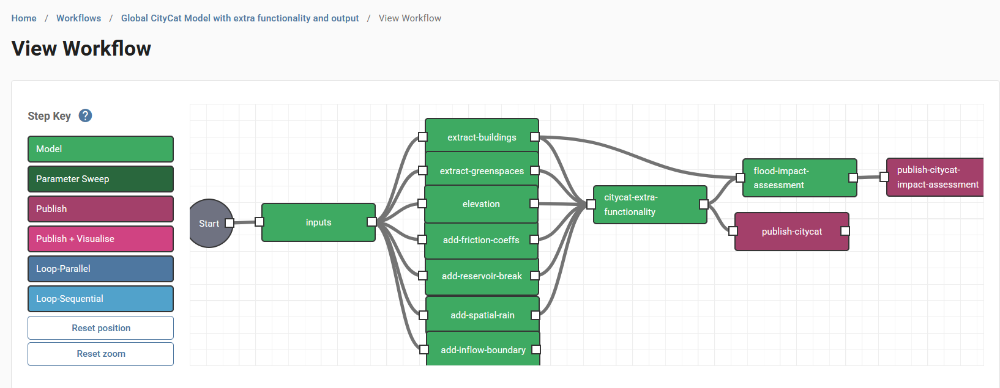 Home / Workflows / Global CityCat Model with extra functionality and output / View Workflow
View Workflow
Step Key ?
Model
Parameter Sweep
Publish
Publish + Visualise
Loop-Parallel
Loop-Sequential
Reset position
Reset zoom
Start
inputs
extract-buildings
extract-greenspaces
elevation
add-friction-coeffs
add-reservoir-break
add-spatial-rain
add-inflow-boundary
citycat-extra-
functionality
flood-impact-
assessment
publish-citycat
publish-citycat-
impact-assessment